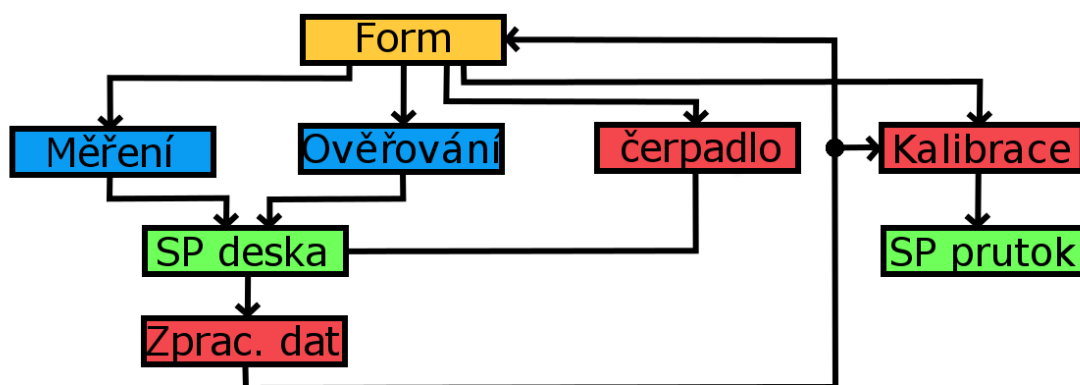 Form
Měření
Ověřování
čerpadlo
Kalibrace
SP deska
SP prutok
Zprac. dat